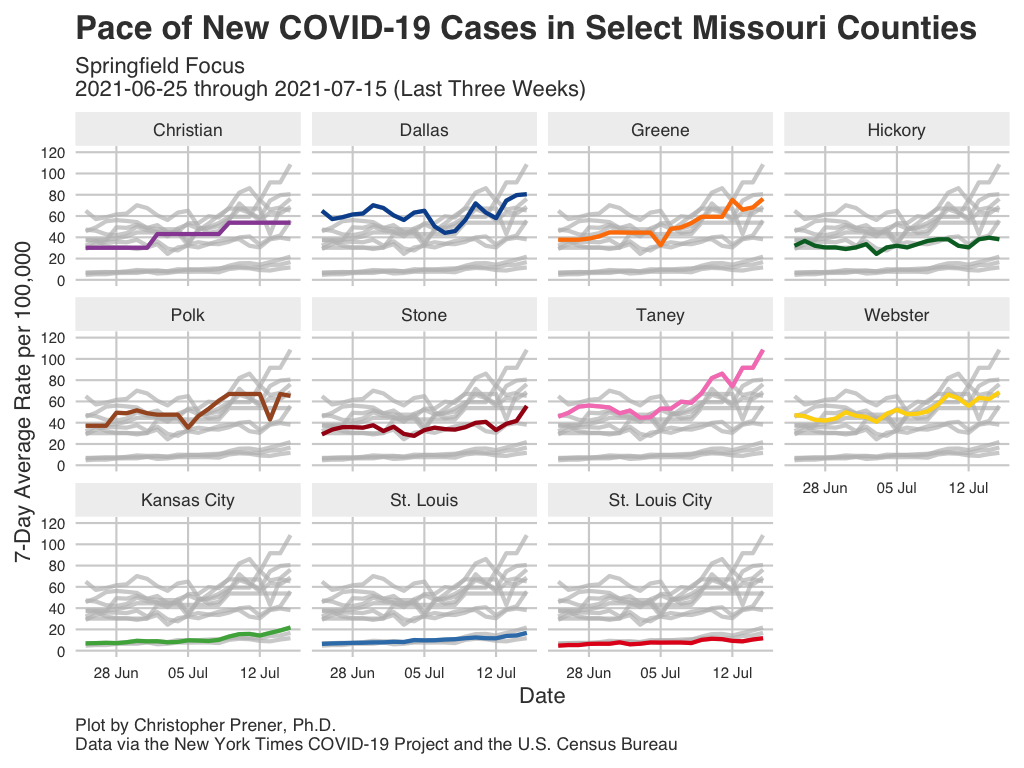 Pace of New COVID-19 Cases in Select Missouri Counties
Springfield Focus
2021-06-25 through 2021-07-15 (Last Three Weeks)
7-Day Average Rate per 100,000
Christian
Dallas
Greene
Hickory
120
100
80
60
40
20
0
Polk
Stone
Taney
Webster
120
100
80
60
40
20
0
28 Jun
05 Jul
12 Jul
Kansas City
St. Louis
St. Louis City
120
100
80
60
40
20
0
28 Jun
05 Jul
12 Jul
28 Jun
05 Jul
12 Jul
28 Jun
05 Jul
12 Jul
Date
Plot by Christopher Prener, Ph.D.
Data via the New York Times COVID-19 Project and the U.S. Census Bureau